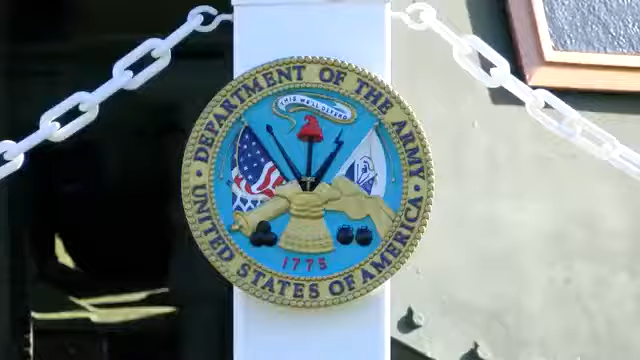 DEPARTMENT OF THE ARMY
THIS WE'LL DEFEND
1775
UNITED STATES OF AMERICA